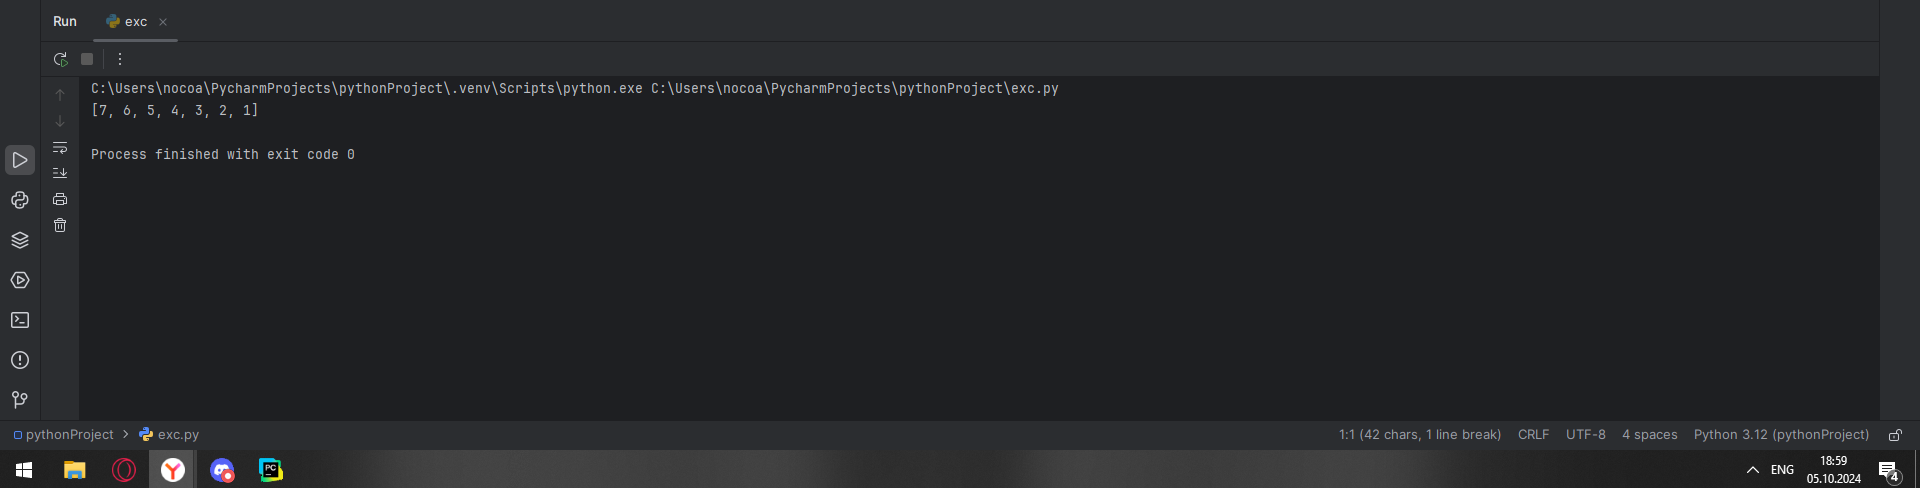 Run exc
C:\Users\nocoa\PycharmProjects\pythonProject\.venv\Scripts\python.exe C:\Users\nocoa\PycharmProjects\pythonProject\exc.py
[7, 6, 5, 4, 3, 2, 1]
Process finished with exit code 0
pythonProject > exc.py 1:1 (42 chars, 1 line break) CRLF UTF-8 4 spaces Python 3.12 (pythonProject)
PC
ENG
18:59
05.10.2024
4